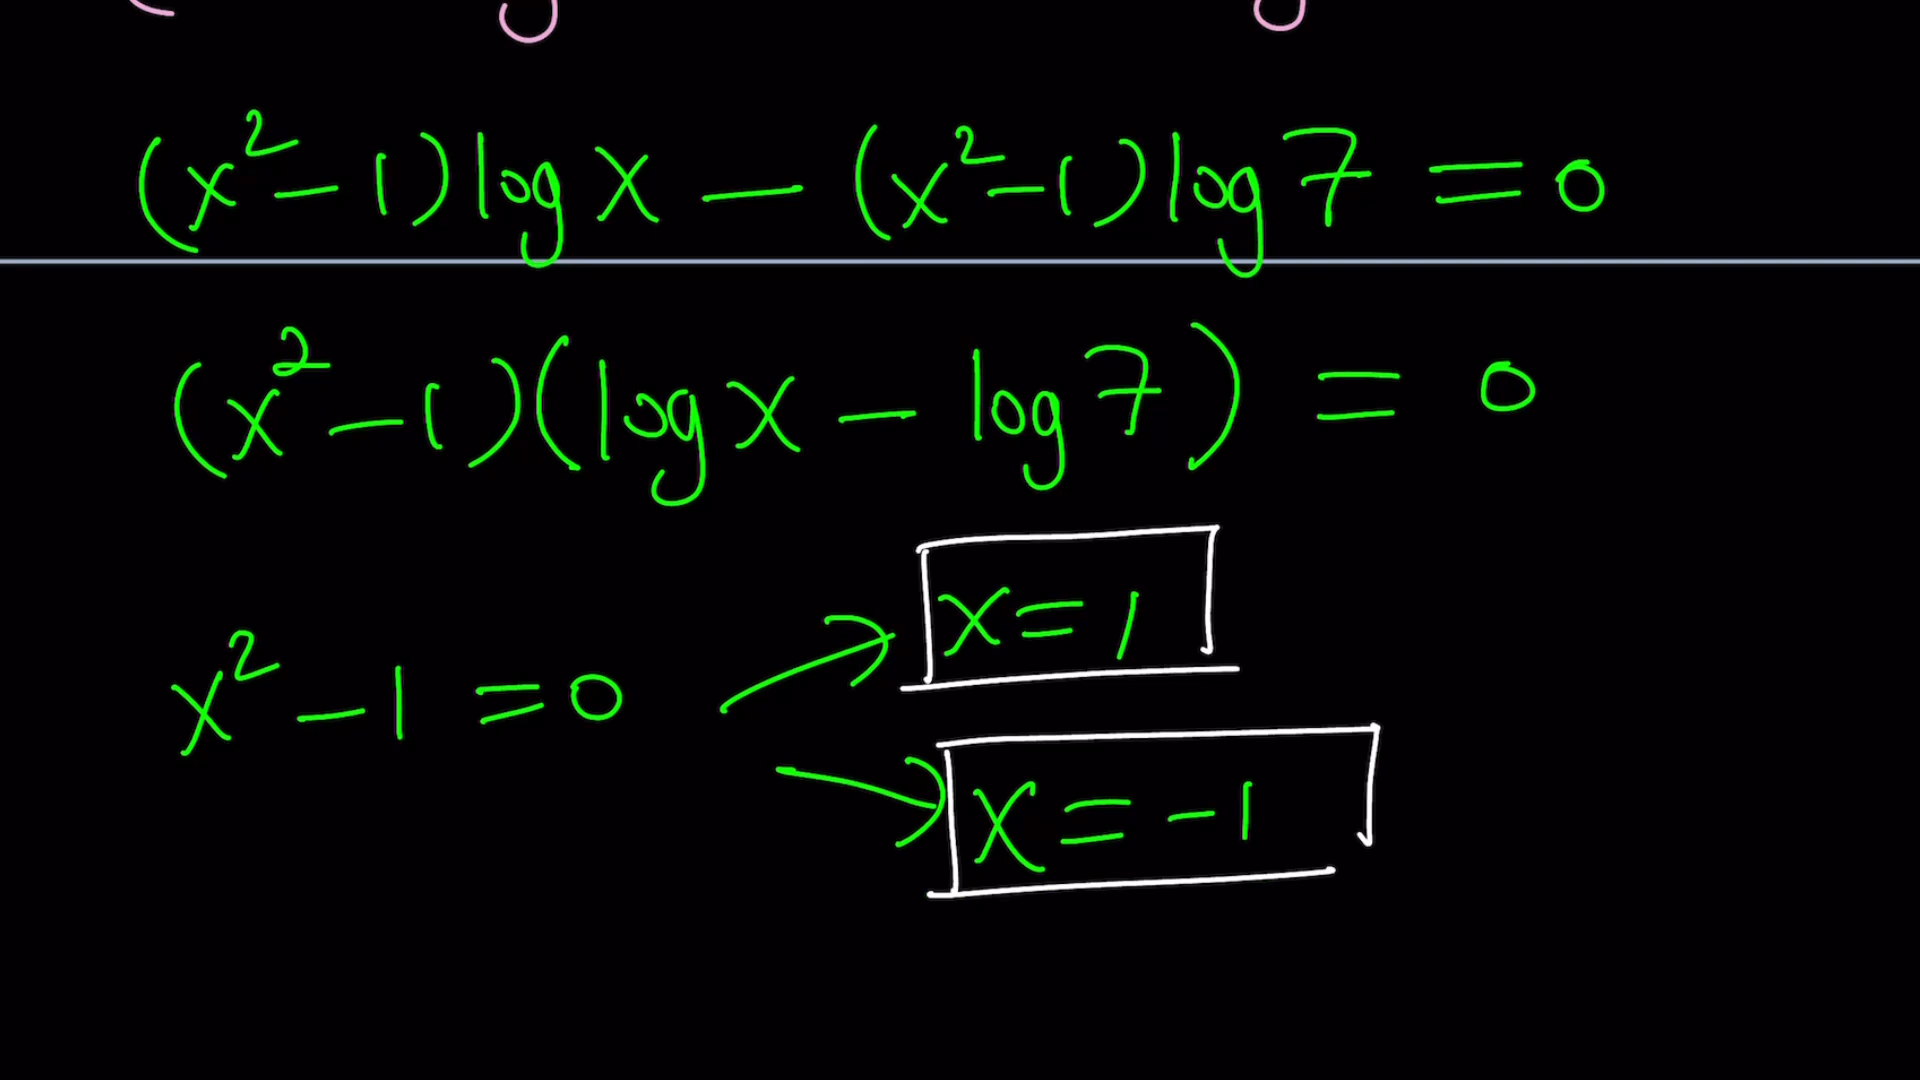 (x²-1)log x - (x²-1)log 7 = 0
(x²-1)(log x - log 7) = 0
x = 1
x²-1 = 0
x = -1